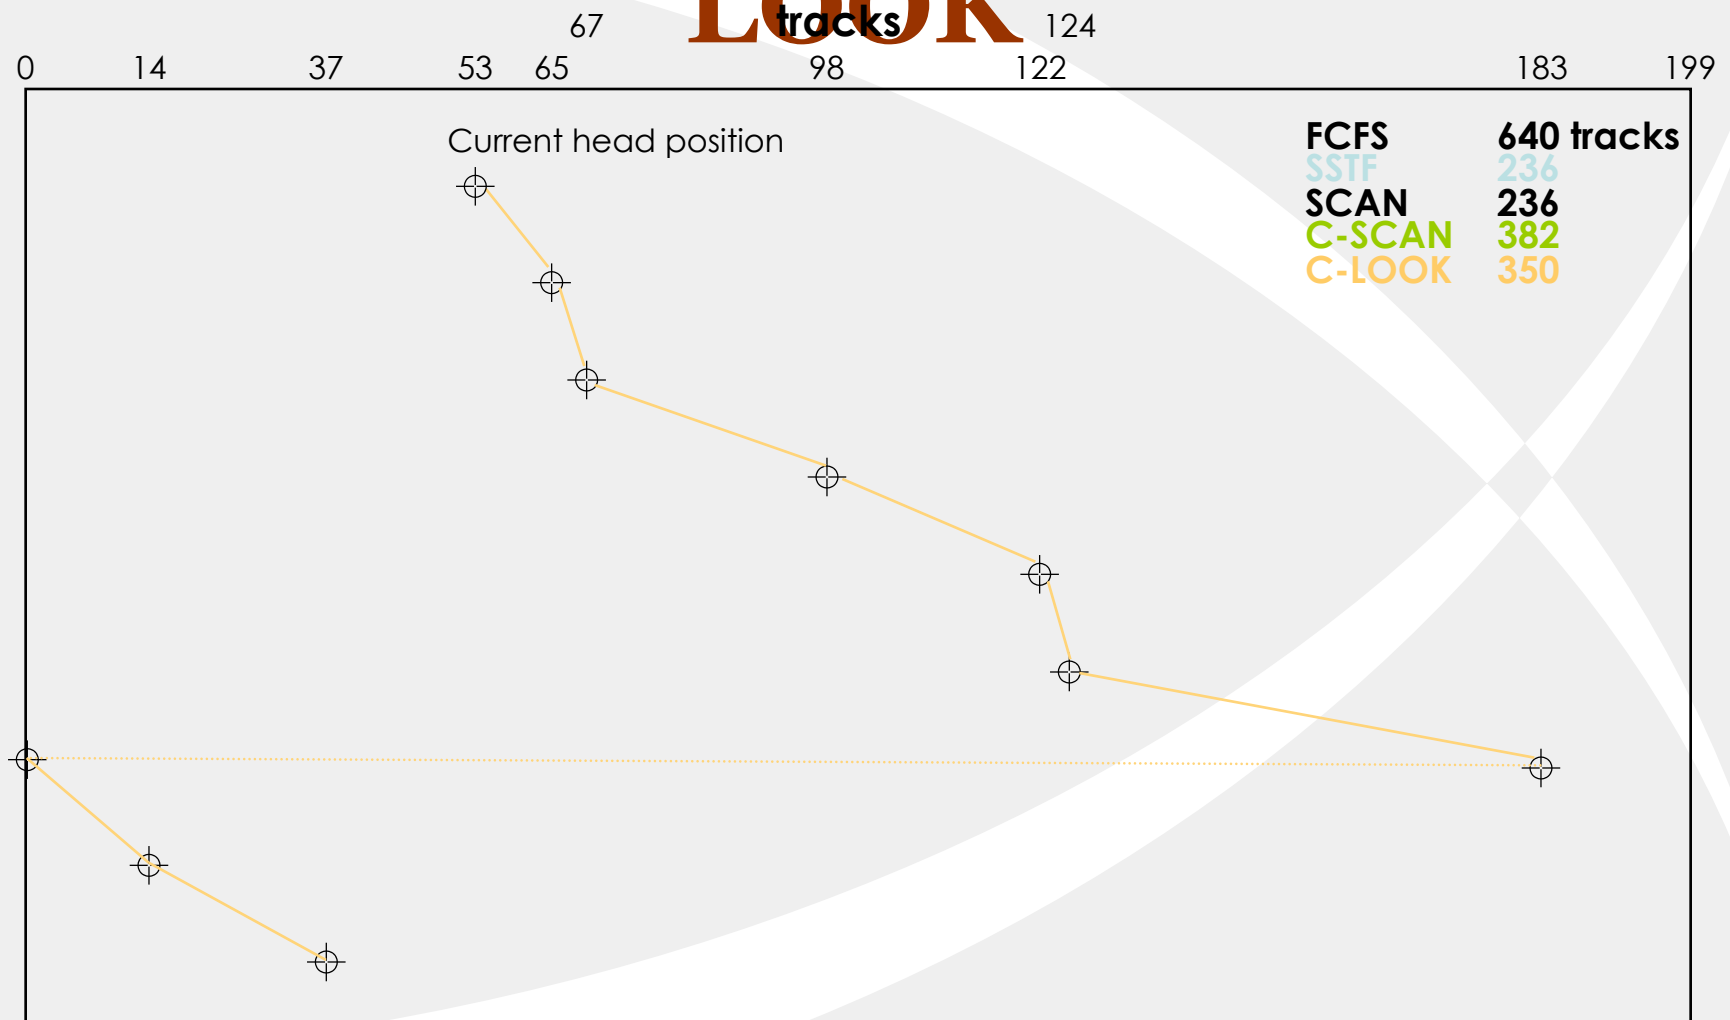 LOOK
tracks
67 124
0 14 37 53 65 98 122 183 199
Current head position
FCFS 640 tracks
SSTF 236
SCAN 236
C-SCAN 382
C-LOOK 350